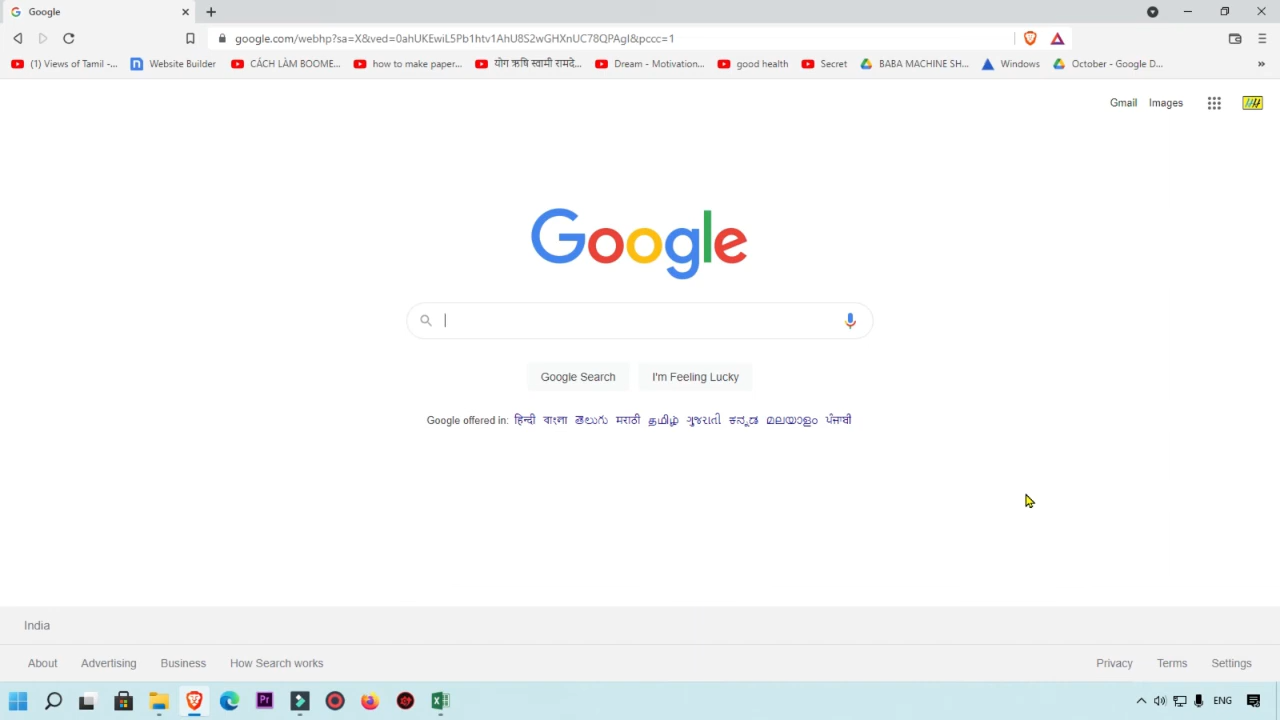 Google
google.com/webhp?sa=X&ved=0ahUKEwiL5Pb1htv1AhU8S2wGHXnUC78QPAgI&pccc=1
(1) Views of Tamil -... Website Builder CÁCH LÀM BOOME... how to make paper... योग ऋषि स्वामी रामदे... Dream - Motivation... good health Secret BABA MACHINE SH... Windows October - Google D... »
Gmail Images
Google
Google Search I'm Feeling Lucky
Google offered in: हिन्दी বাংলা తెలుగు मराठी தமிழ் ગુજરાતી ಕನ್ನಡ മലയാളം ਪੰਜਾਬੀ
India
About Advertising Business How Search works Privacy Terms Settings
Pr ENG